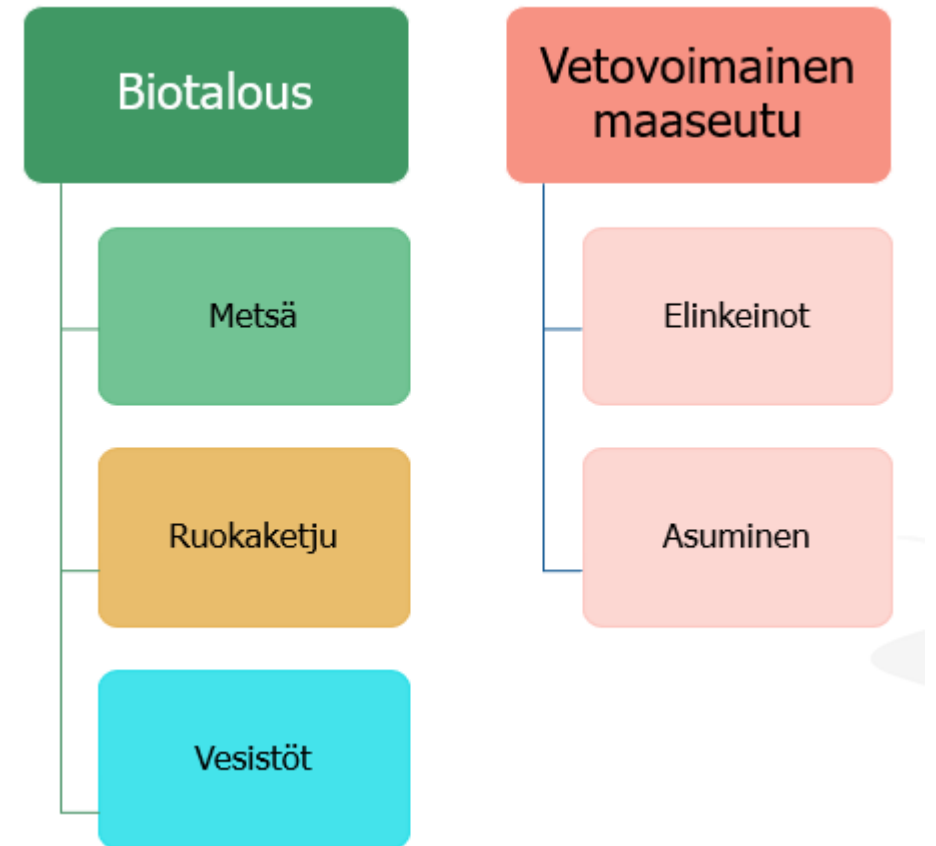 Biotalous
Metsä
Ruokaketju
Vesistöt
Vetovoimainen
maaseutu
Elinkeinot
Asuminen